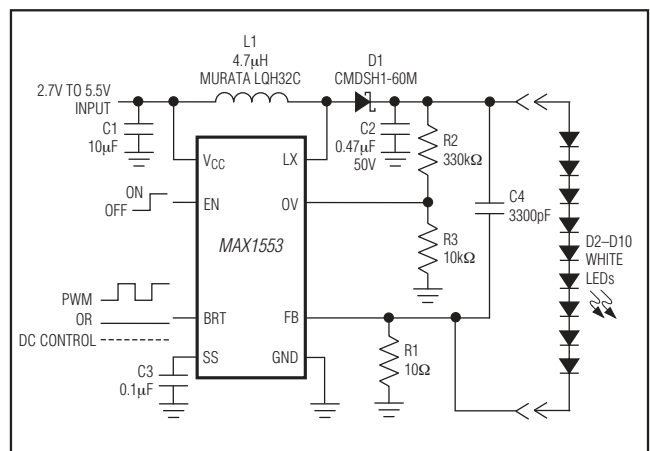 L1
4.7μH
MURATA LQH32C
D1
CMDSH1-60M
2.7V TO 5.5V
INPUT
C1
10μF
C2
0.47μF
50V
R2
330kΩ
C4
3300pF
VCC
LX
ON
OFF
EN
OV
MAX1553
R3
10kΩ
D2–D10
WHITE
LEDs
PWM
OR
DC CONTROL
BRT
FB
SS
GND
C3
0.1μF
R1
10Ω